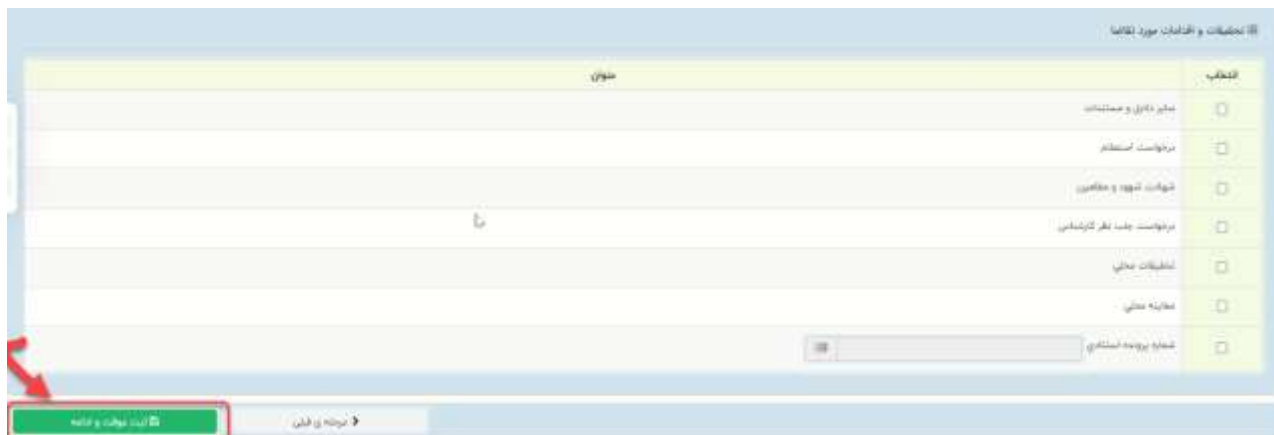 تحقیقات و اقدامات مورد تقاضا
انتخاب عنوان
سایر دلایل و مستندات
درخواست استعلام
شهادت شهود و مطلعین
درخواست جلب نظر کارشناس
تحقیقات محلی
معاینه محلی
شماره پرونده استنادی
مرحله ی قبلی ثبت موقت و ادامه